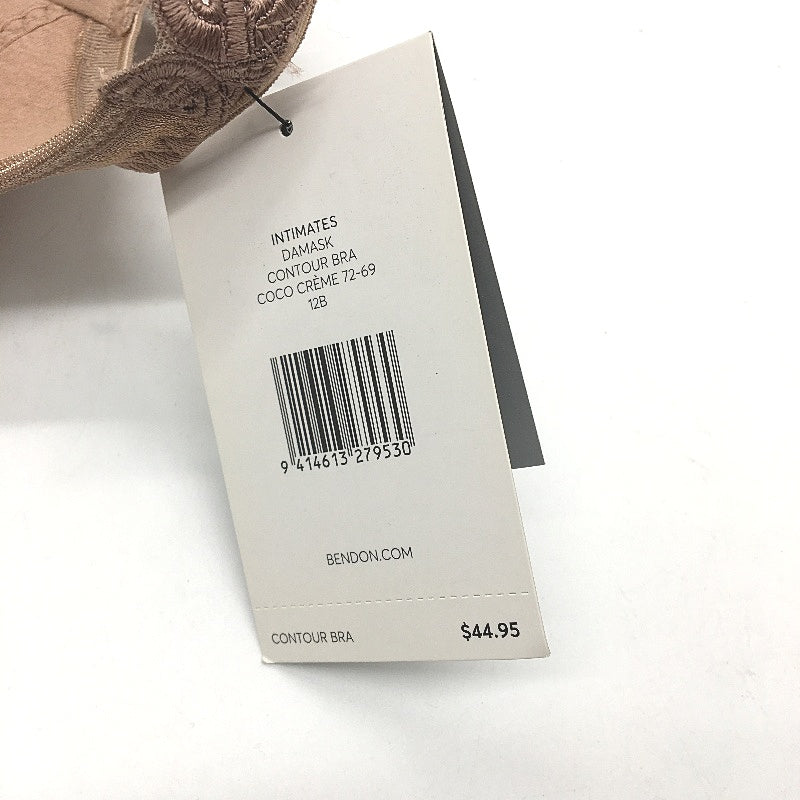 INTIMATES
DAMASK
CONTOUR BRA
COCO CRÈME 72-69
12B
9 414613 279530
BENDON.COM
CONTOUR BRA $44.95